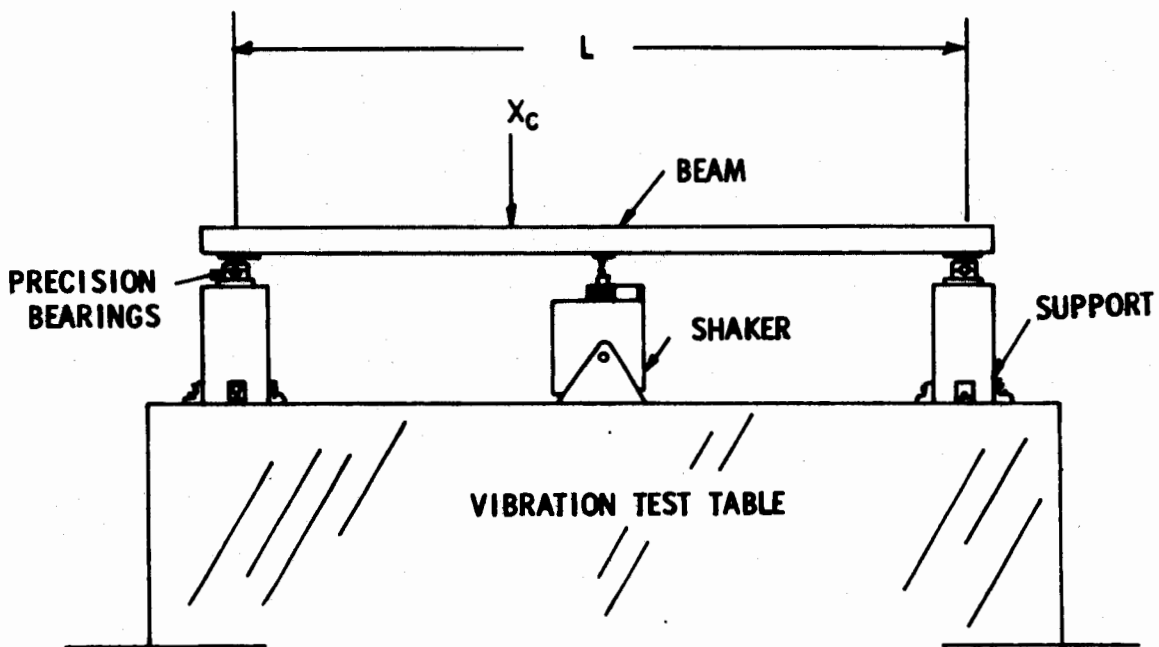 L
X_C
BEAM
PRECISION
BEARINGS
SUPPORT
SHAKER
VIBRATION TEST TABLE